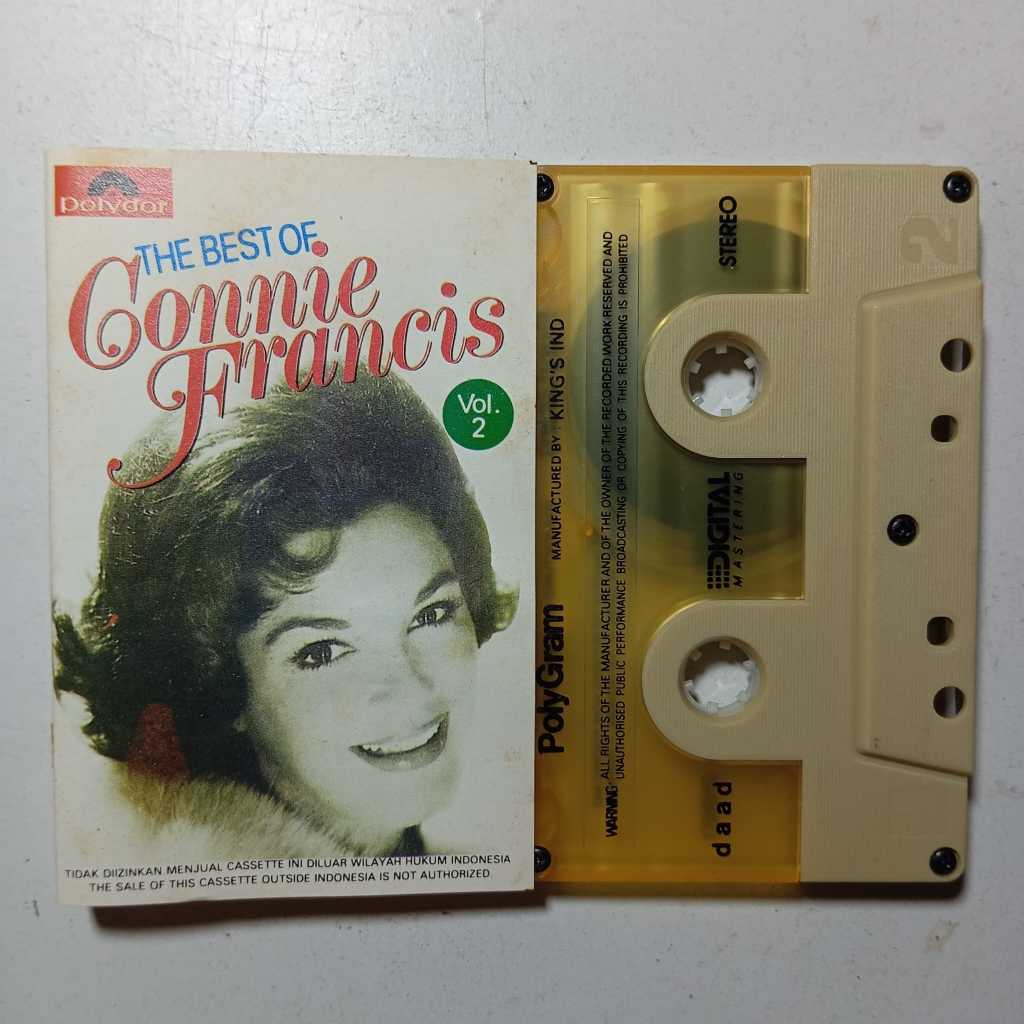 polydor
THE BEST OF
Connie
Francis
Vol.
2
TIDAK DIIZINKAN MENJUAL CASSETTE INI DILUAR WILAYAH HUKUM INDONESIA
THE SALE OF THIS CASSETTE OUTSIDE INDONESIA IS NOT AUTHORIZED.
PolyGram
MANUFACTURED BY : KING'S IND
WARNING: ALL RIGHTS OF THE MANUFACTURER AND OF THE OWNER OF THE RECORDED WORK RESERVED AND
UNAUTHORISED PUBLIC PERFORMANCE BROADCASTING OR COPYING OF THIS RECORDING IS PROHIBITED
daad
DIGITAL
MASTERING
STEREO
2